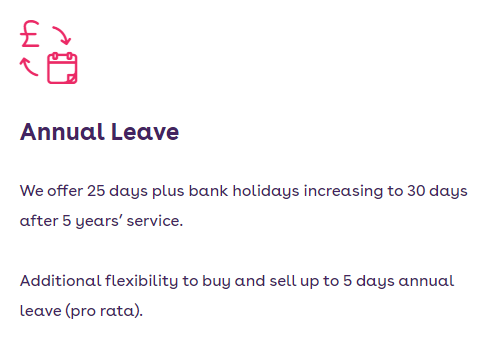 £
Annual Leave
We offer 25 days plus bank holidays increasing to 30 days
after 5 years’ service.
Additional flexibility to buy and sell up to 5 days annual
leave (pro rata).